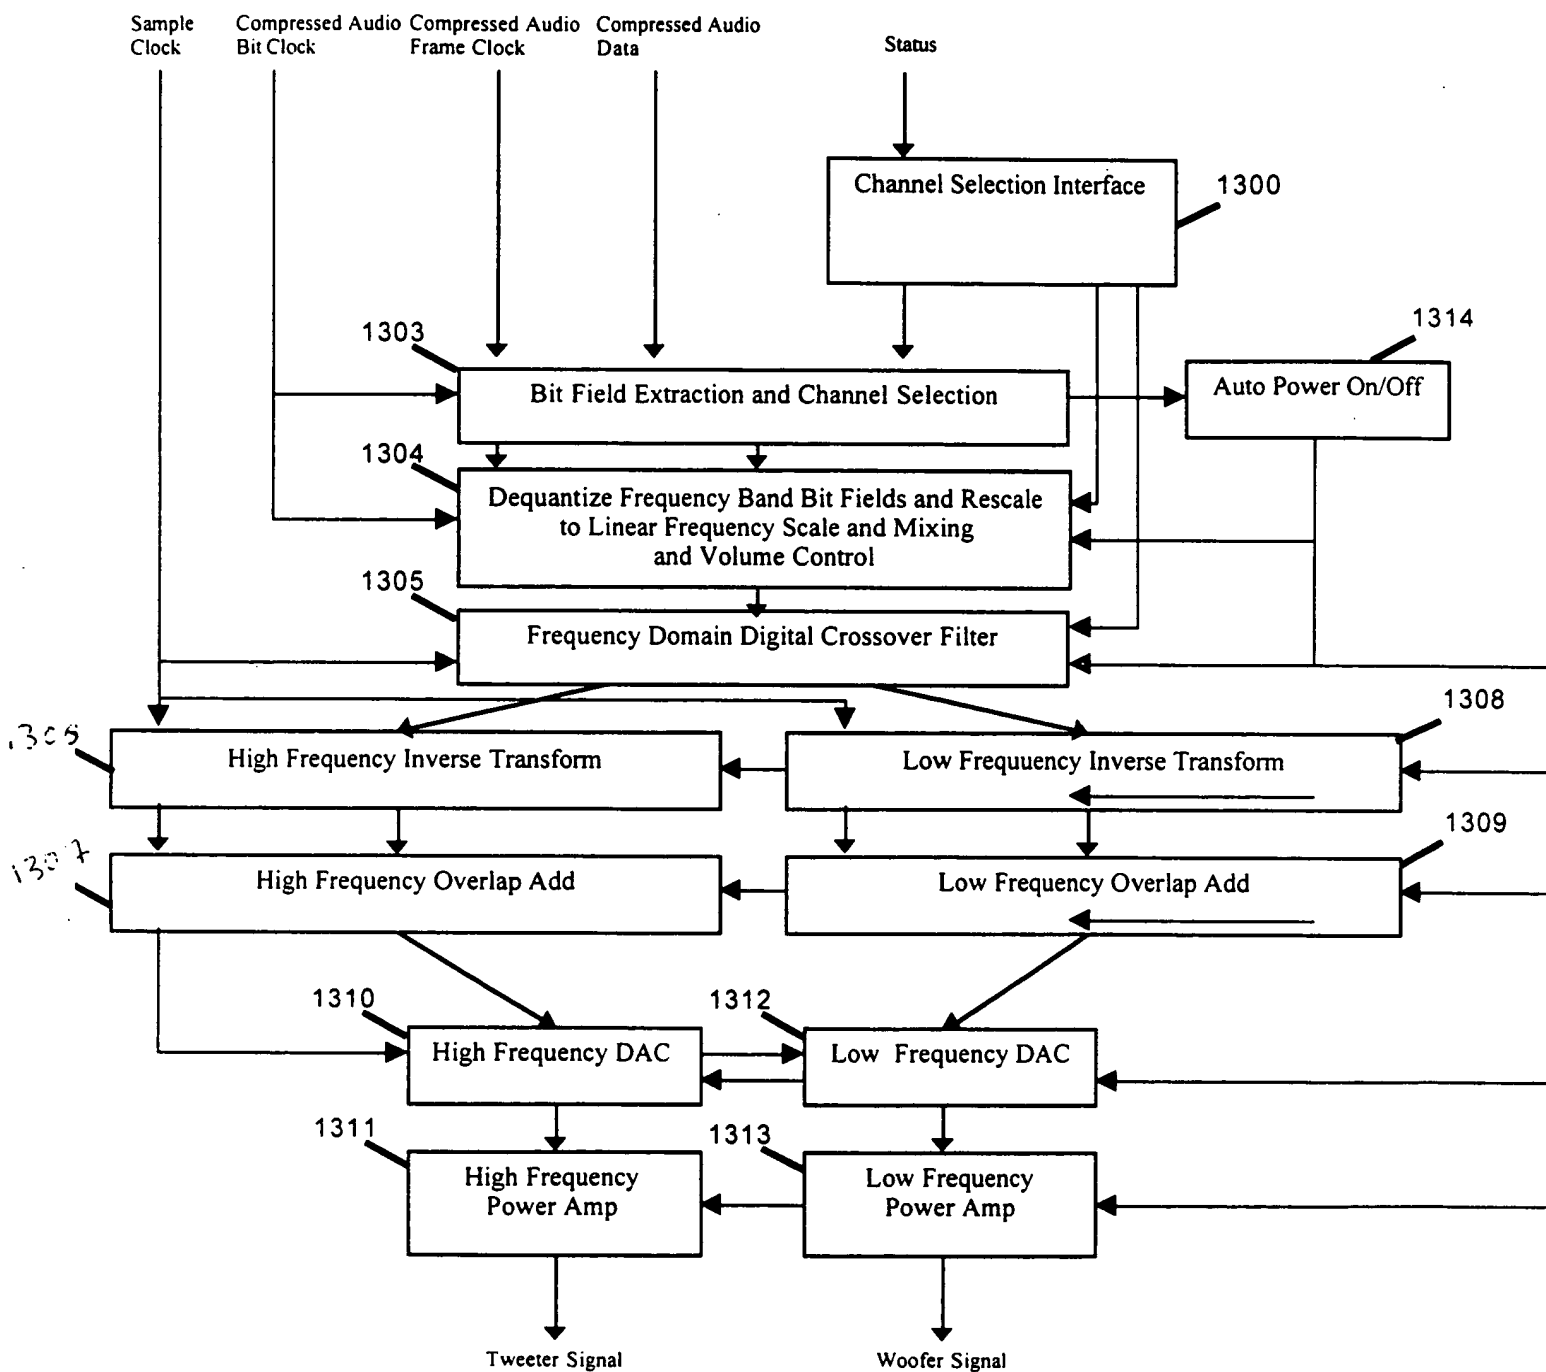 Sample
Clock
Compressed Audio
Bit Clock
Compressed Audio
Frame Clock
Compressed Audio
Data
Status
Channel Selection Interface
1300
1303
Bit Field Extraction and Channel Selection
1314
Auto Power On/Off
1304
Dequantize Frequency Band Bit Fields and Rescale
to Linear Frequency Scale and Mixing
and Volume Control
1305
Frequency Domain Digital Crossover Filter
High Frequency Inverse Transform
Low Frequuency Inverse Transform
1308
1307
High Frequency Overlap Add
Low Frequency Overlap Add
1309
1310
High Frequency DAC
1312
Low Frequency DAC
1311
High Frequency
Power Amp
1313
Low Frequency
Power Amp
Tweeter Signal
Woofer Signal